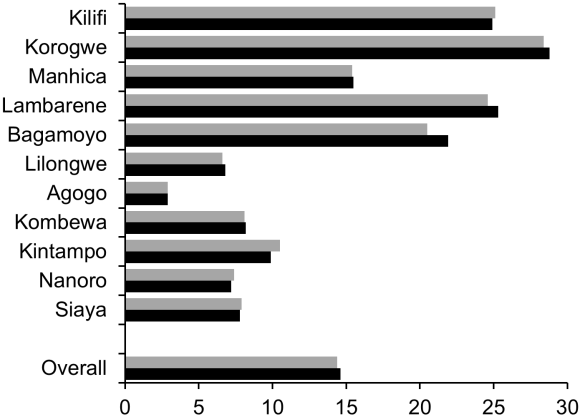 Kilifi
Korogwe
Manhica
Lambarene
Bagamoyo
Lilongwe
Agogo
Kombewa
Kintampo
Nanoro
Siaya
Overall
0 5 10 15 20 25 30